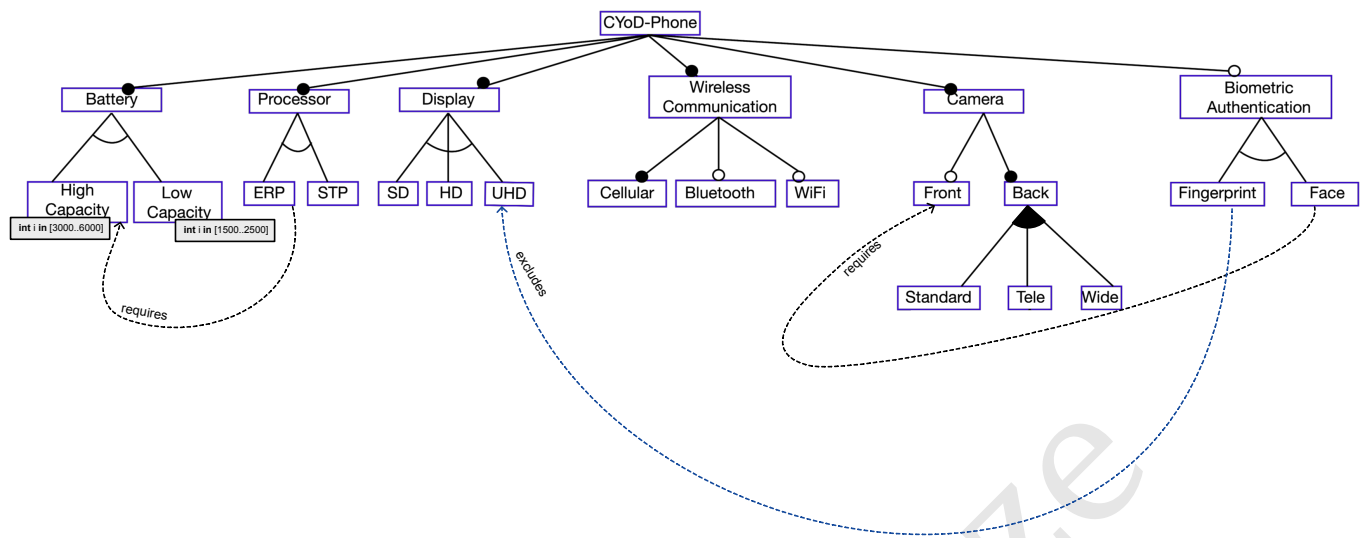 CYoD-Phone
Battery
Processor
Display
Wireless
Communication
Camera
Biometric
Authentication
High
Capacity
Low
Capacity
ERP
STP
SD
HD
UHD
Cellular
Bluetooth
WiFi
Front
Back
Fingerprint
Face
int i in [3000..6000]
int i in [1500..2500]
requires
excludes
requires
Standard
Tele
Wide
ze